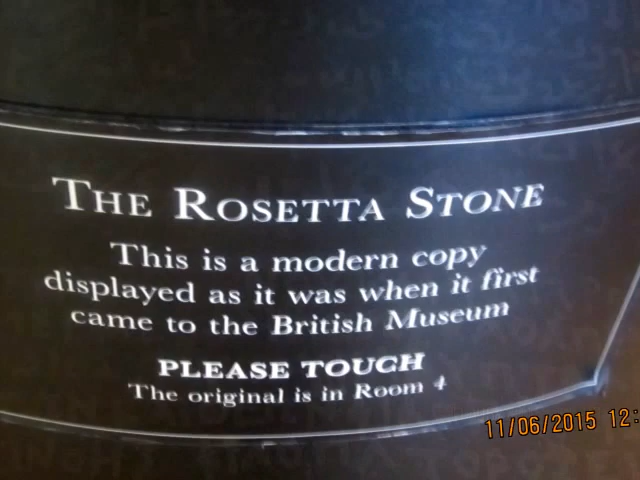 THE ROSETTA STONE
This is a modern copy
displayed as it was when it first
came to the British Museum
PLEASE TOUCH
The original is in Room 4
11/06/2015 12: